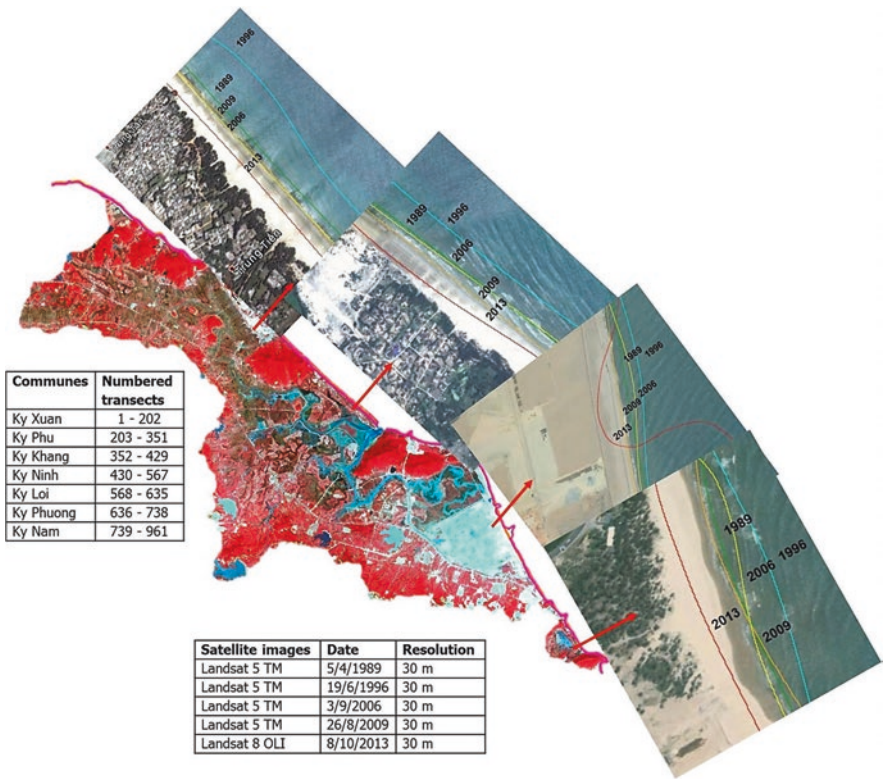 1996
1989
2009
2006
2013
Trung Tiến
1989
1996
2006
2009
2013
1989
1996
2006
2009
2013
1989
2006 1996
2013
2009
Communes Numbered transects
Ky Xuan 1 - 202
Ky Phu 203 - 351
Ky Khang 352 - 429
Ky Ninh 430 - 567
Ky Loi 568 - 635
Ky Phuong 636 - 738
Ky Nam 739 - 961
Satellite images Date Resolution
Landsat 5 TM 5/4/1989 30 m
Landsat 5 TM 19/6/1996 30 m
Landsat 5 TM 3/9/2006 30 m
Landsat 5 TM 26/8/2009 30 m
Landsat 8 OLI 8/10/2013 30 m